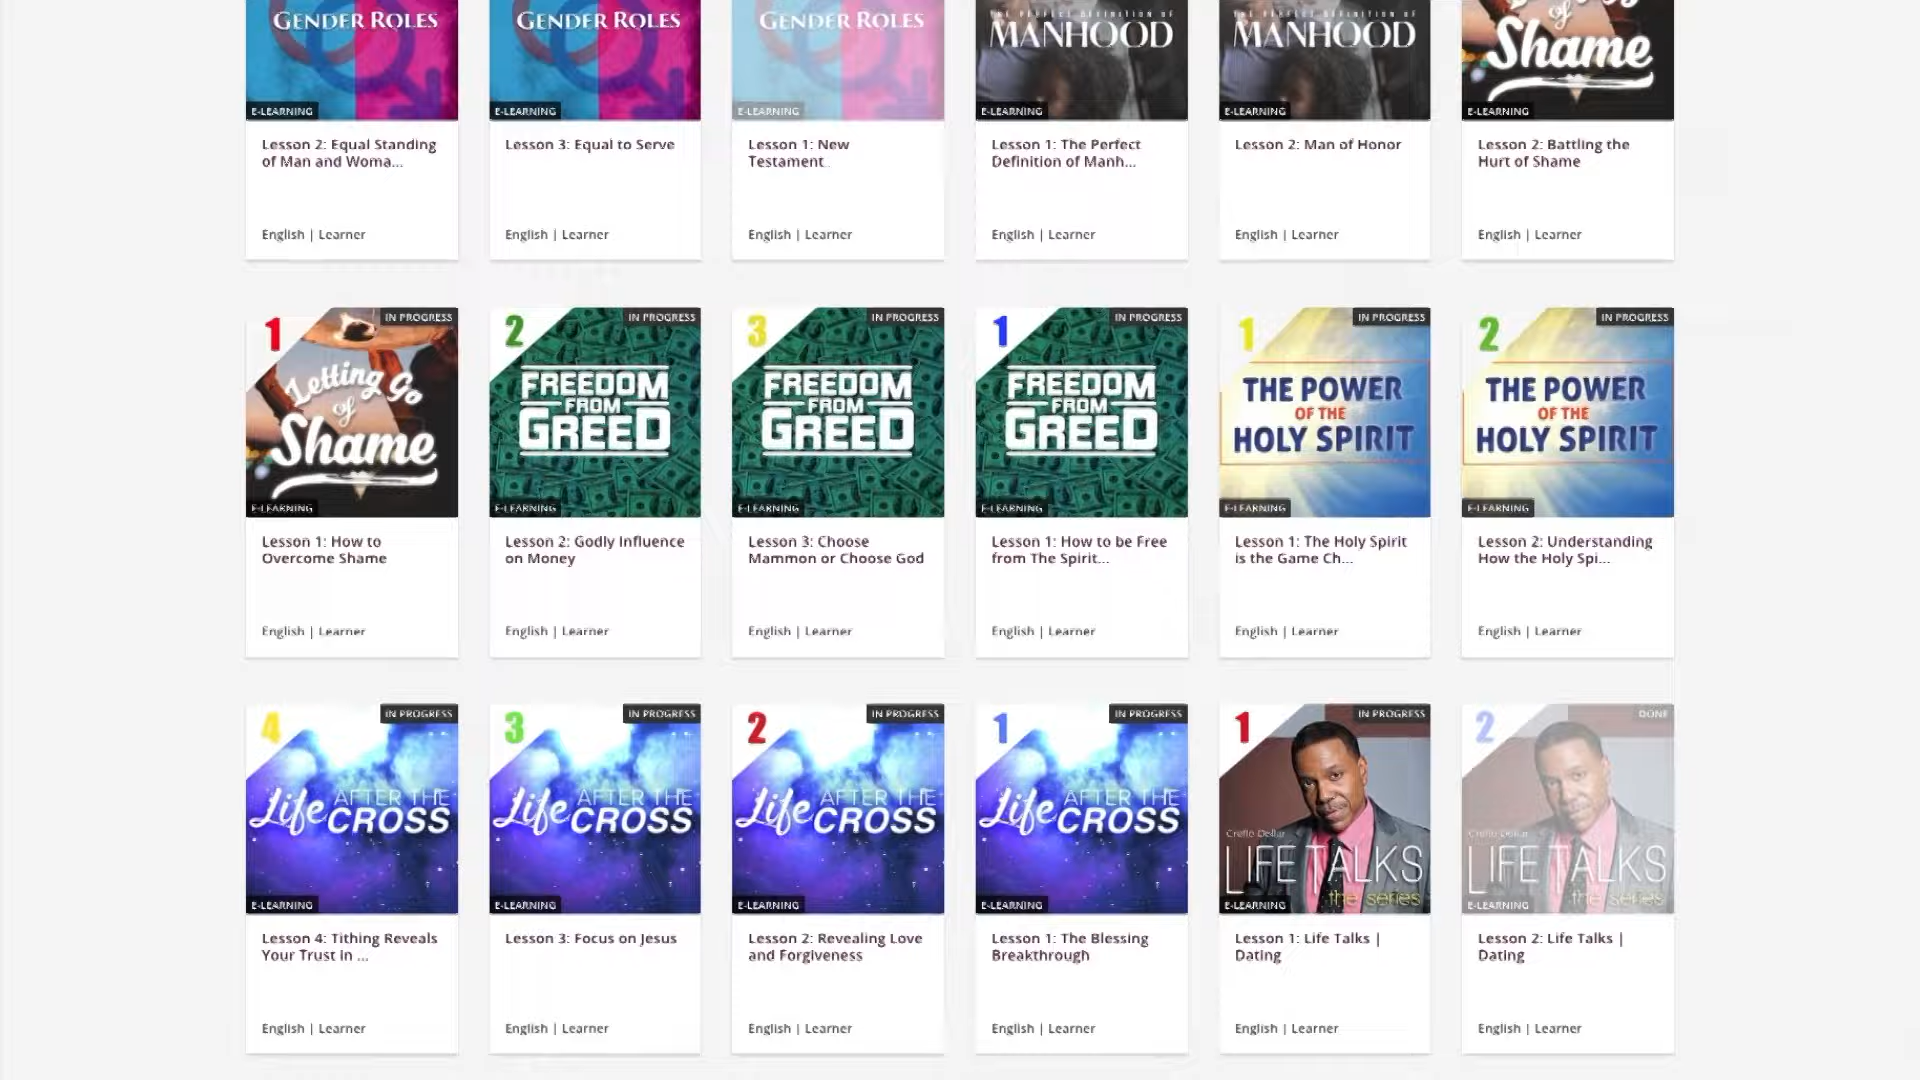 GENDER ROLES
E-LEARNING
Lesson 2: Equal Standing
of Man and Woma...
English | Learner
GENDER ROLES
E-LEARNING
Lesson 3: Equal to Serve
English | Learner
GENDER ROLES
E-LEARNING
Lesson 1: New
Testament
English | Learner
THE PERFECT DEFINITION OF
MANHOOD
E-LEARNING
Lesson 1: The Perfect
Definition of Manh...
English | Learner
THE PERFECT DEFINITION OF
MANHOOD
E-LEARNING
Lesson 2: Man of Honor
English | Learner
of
Shame
E-LEARNING
Lesson 2: Battling the
Hurt of Shame
English | Learner
1
IN PROGRESS
Letting Go
of
Shame
E-LEARNING
Lesson 1: How to
Overcome Shame
English | Learner
2
IN PROGRESS
FREEDOM
FROM
GREED
E-LEARNING
Lesson 2: Godly Influence
on Money
English | Learner
3
IN PROGRESS
FREEDOM
FROM
GREED
E-LEARNING
Lesson 3: Choose
Mammon or Choose God
English | Learner
1
IN PROGRESS
FREEDOM
FROM
GREED
E-LEARNING
Lesson 1: How to be Free
from The Spirit...
English | Learner
1
IN PROGRESS
THE POWER
OF THE
HOLY SPIRIT
E-LEARNING
Lesson 1: The Holy Spirit
is the Game Ch...
English | Learner
2
IN PROGRESS
THE POWER
OF THE
HOLY SPIRIT
E-LEARNING
Lesson 2: Understanding
How the Holy Spi...
English | Learner
4
IN PROGRESS
Life AFTER THE
CROSS
E-LEARNING
Lesson 4: Tithing Reveals
Your Trust in ...
English | Learner
3
IN PROGRESS
Life AFTER THE
CROSS
E-LEARNING
Lesson 3: Focus on Jesus
English | Learner
2
IN PROGRESS
Life AFTER THE
CROSS
E-LEARNING
Lesson 2: Revealing Love
and Forgiveness
English | Learner
1
IN PROGRESS
Life AFTER THE
CROSS
E-LEARNING
Lesson 1: The Blessing
Breakthrough
English | Learner
1
IN PROGRESS
Creflo Dollar
LIFE TALKS
the series
E-LEARNING
Lesson 1: Life Talks |
Dating
English | Learner
2
DONE
Creflo Dollar
LIFE TALKS
the series
Lesson 2: Life Talks |
Dating
English | Learner